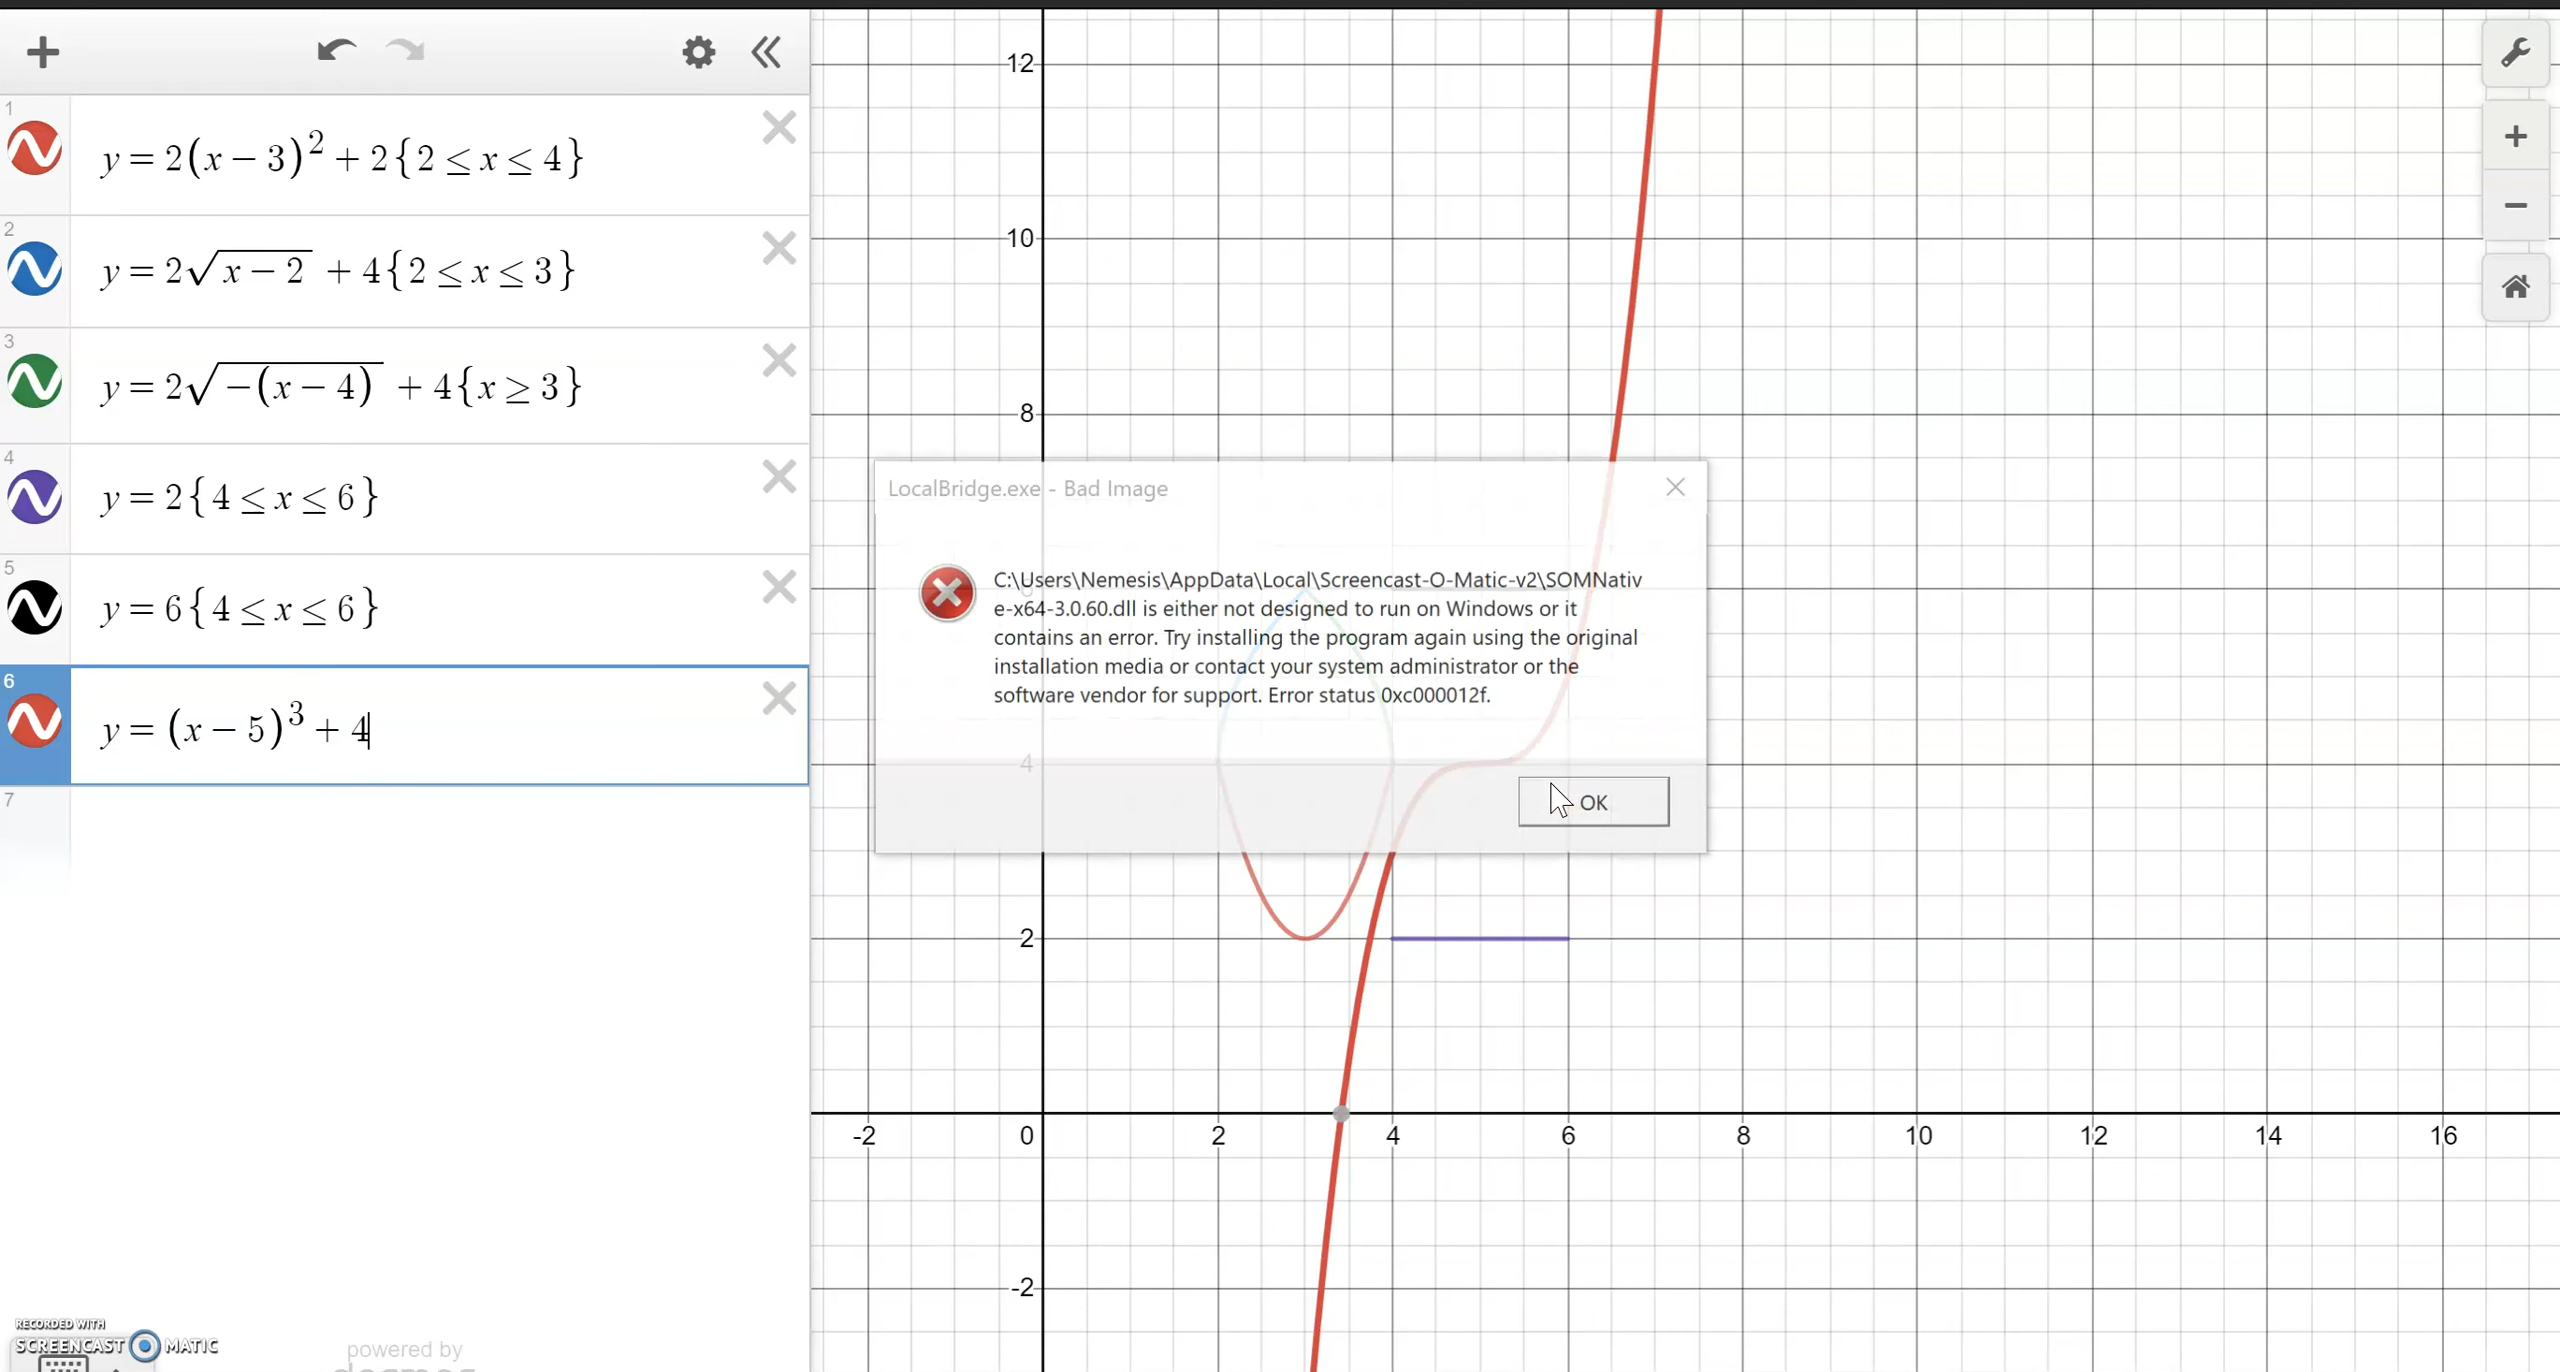 1
y = 2(x − 3)² + 2{2 ≤ x ≤ 4}
2
y = 2√(x − 2) + 4{2 ≤ x ≤ 3}
3
y = 2√(−(x − 4)) + 4{x ≥ 3}
4
y = 2{4 ≤ x ≤ 6}
5
y = 6{4 ≤ x ≤ 6}
6
y = (x − 5)³ + 4
7
RECORDED WITH
SCREENCAST MATIC
powered by
desmos
12
10
8
LocalBridge.exe - Bad Image
C:\Users\Nemesis\AppData\Local\Screencast-O-Matic-v2\SOMNativ
e-x64-3.0.60.dll is either not designed to run on Windows or it
contains an error. Try installing the program again using the original
installation media or contact your system administrator or the
software vendor for support. Error status 0xc000012f.
4
OK
2
-2 0 2 4 6 8 10 12 14 16
-2